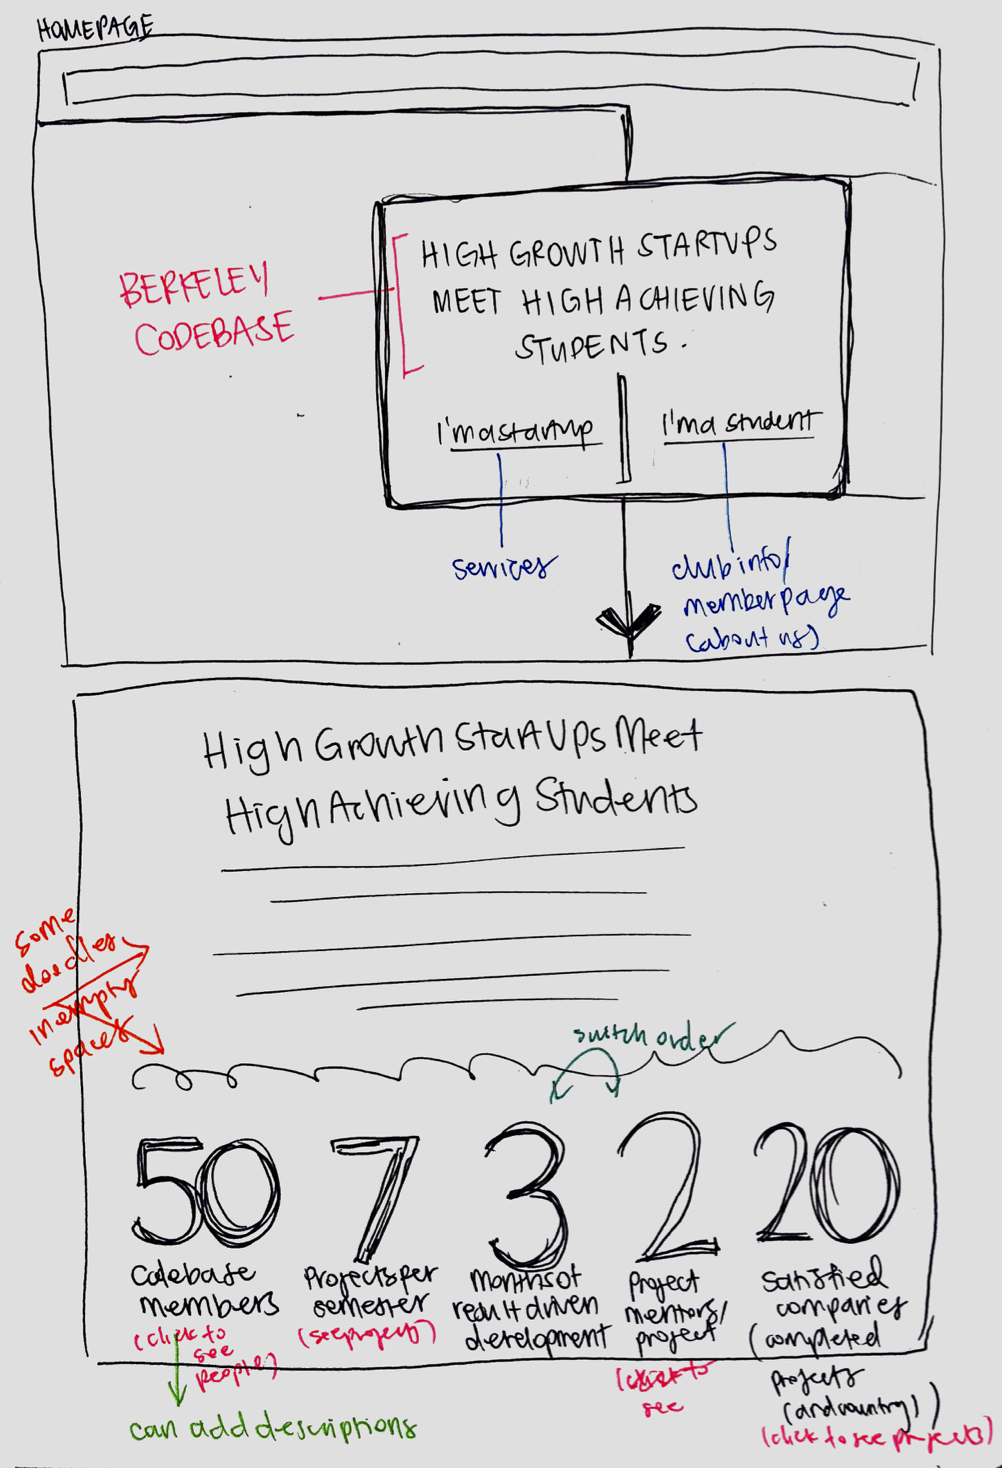 HOMEPAGE
BERKELEY
CODEBASE
HIGH GROWTH STARTUPS
MEET HIGH ACHIEVING
STUDENTS.
I'm a startup
I'm a student
services
club info/
member page
(about us)
High Growth StartUps Meet
High Achieving Students
some
doodles
in empty
spaces
switch order
50
7
3
2
20
Codebase
members
(click to
see
people)
Projects per
semester
(see project)
months of
result driven
development
Project
mentors/
project
(click to
see
satisfied
companies
(completed
projects
(and country))
(click to see projects)
can add descriptions